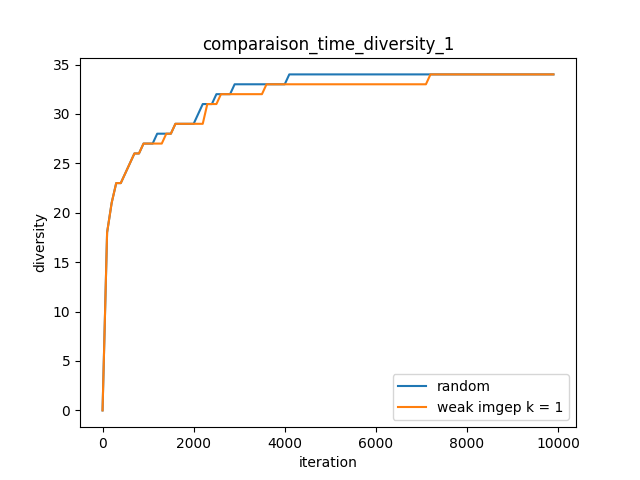 comparaison_time_diversity_1
35
30
25
20
15
10
5
0
diversity
0 2000 4000 6000 8000 10000
iteration
random
weak imgep k = 1